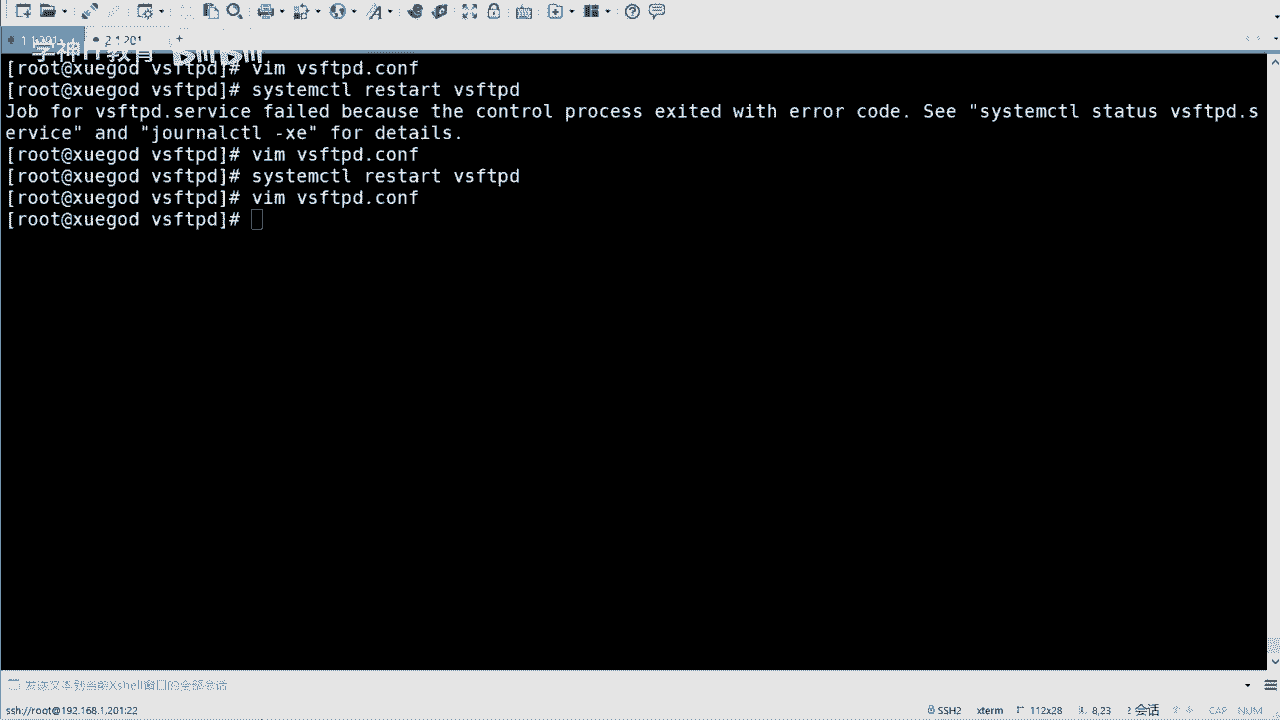 1 1.201
2 1.201
+
学神IT教育 bilibili
[root@xuegod vsftpd]# vim vsftpd.conf
[root@xuegod vsftpd]# systemctl restart vsftpd
Job for vsftpd.service failed because the control process exited with error code. See "systemctl status vsftpd.s
ervice" and "journalctl -xe" for details.
[root@xuegod vsftpd]# vim vsftpd.conf
[root@xuegod vsftpd]# systemctl restart vsftpd
[root@xuegod vsftpd]# vim vsftpd.conf
[root@xuegod vsftpd]#
发送文本到当前Xshell窗口的全部会话
ssh://root@192.168.1.201:22
SSH2 xterm 112x28 8,23 2 会话 CAP NUM